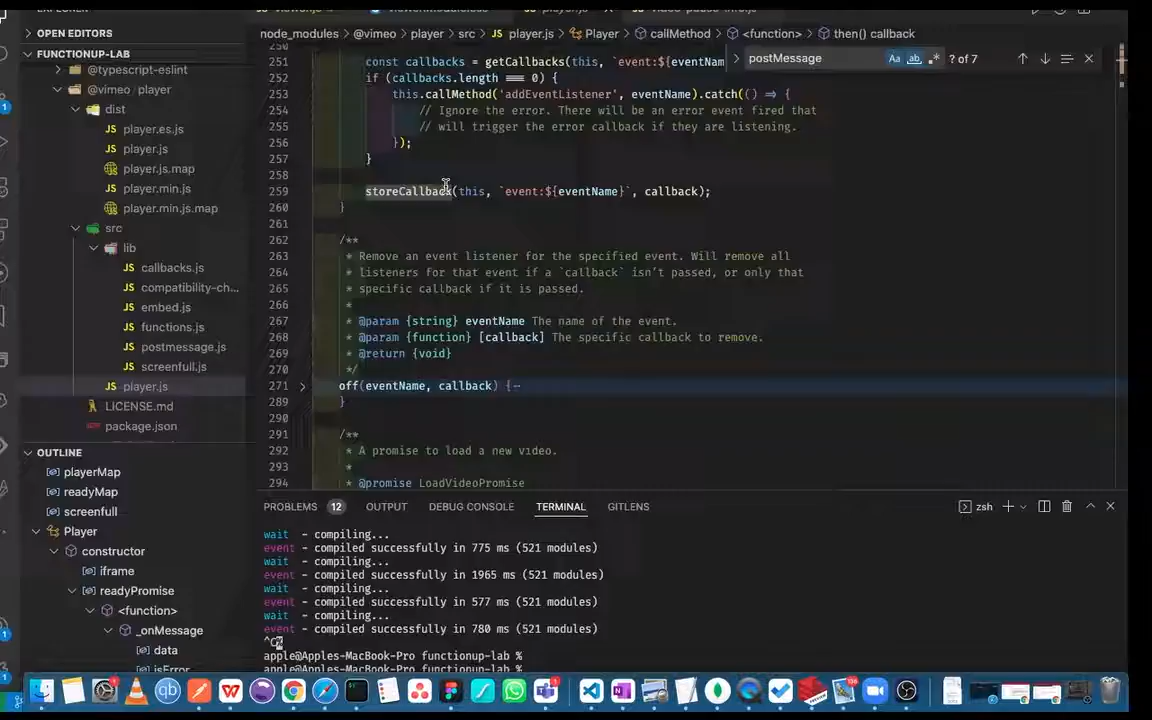 OPEN EDITORS
FUNCTIONUP-LAB
@typescript-eslint
@vimeo / player
dist
player.es.js
player.js
player.js.map
player.min.js
player.min.js.map
src
lib
callbacks.js
compatibility-ch...
embed.js
functions.js
postmessage.js
screenfull.js
player.js
LICENSE.md
package.json
OUTLINE
playerMap
readyMap
screenfull
Player
constructor
iframe
readyPromise
<function>
_onMessage
data
isError
node_modules > @vimeo > player > src > JS player.js > Player > callMethod > <function> > then() callback
postMessage Aa ab ? of 7
250
251 const callbacks = getCallbacks(this, `event:${eventNam
252 if (callbacks.length === 0) {
253 this.callMethod('addEventListener', eventName).catch(() => {
254 // Ignore the error. There will be an error event fired that
255 // will trigger the error callback if they are listening.
256 });
257 }
258
259 storeCallback(this, `event:${eventName}`, callback);
260 }
261
262 /**
263 * Remove an event listener for the specified event. Will remove all
264 * listeners for that event if a `callback` isn't passed, or only that
265 * specific callback if it is passed.
266 *
267 * @param {string} eventName The name of the event.
268 * @param {function} [callback] The specific callback to remove.
269 * @return {void}
270 */
271 off(eventName, callback) {⋯
289 }
290
291 /**
292 * A promise to load a new video.
293 *
294 * @promise LoadVideoPromise
PROBLEMS 12 OUTPUT DEBUG CONSOLE TERMINAL GITLENS zsh
wait - compiling...
event - compiled successfully in 775 ms (521 modules)
wait - compiling...
event - compiled successfully in 1965 ms (521 modules)
wait - compiling...
event - compiled successfully in 577 ms (521 modules)
wait - compiling...
event - compiled successfully in 780 ms (521 modules)
^C
apple@Apples-MacBook-Pro functionup-lab %
apple@Apples-MacBook-Pro functionup-lab %